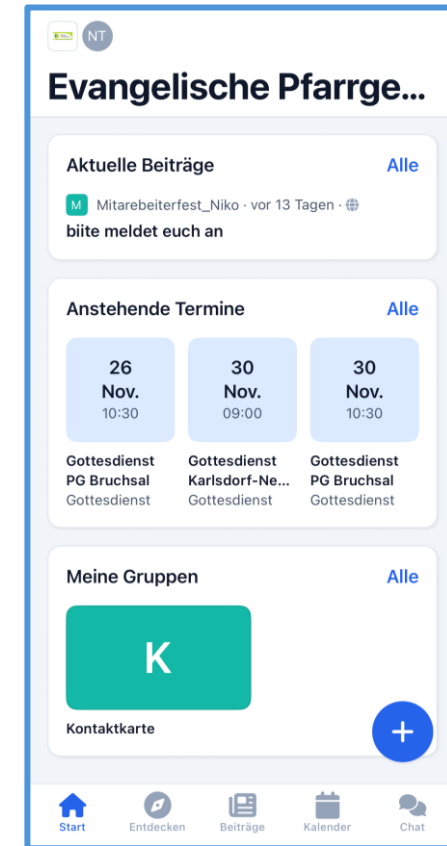 NT
Evangelische Pfarrge...
Aktuelle Beiträge Alle
M Mitarebeiterfest_Niko · vor 13 Tagen ·
biite meldet euch an
Anstehende Termine Alle
26 30 30
Nov. Nov. Nov.
10:30 09:00 10:30
Gottesdienst Gottesdienst Gottesdienst
PG Bruchsal Karlsdorf-Ne... PG Bruchsal
Gottesdienst Gottesdienst Gottesdienst
Meine Gruppen Alle
K
Kontaktkarte
+
Start Entdecken Beiträge Kalender Chat